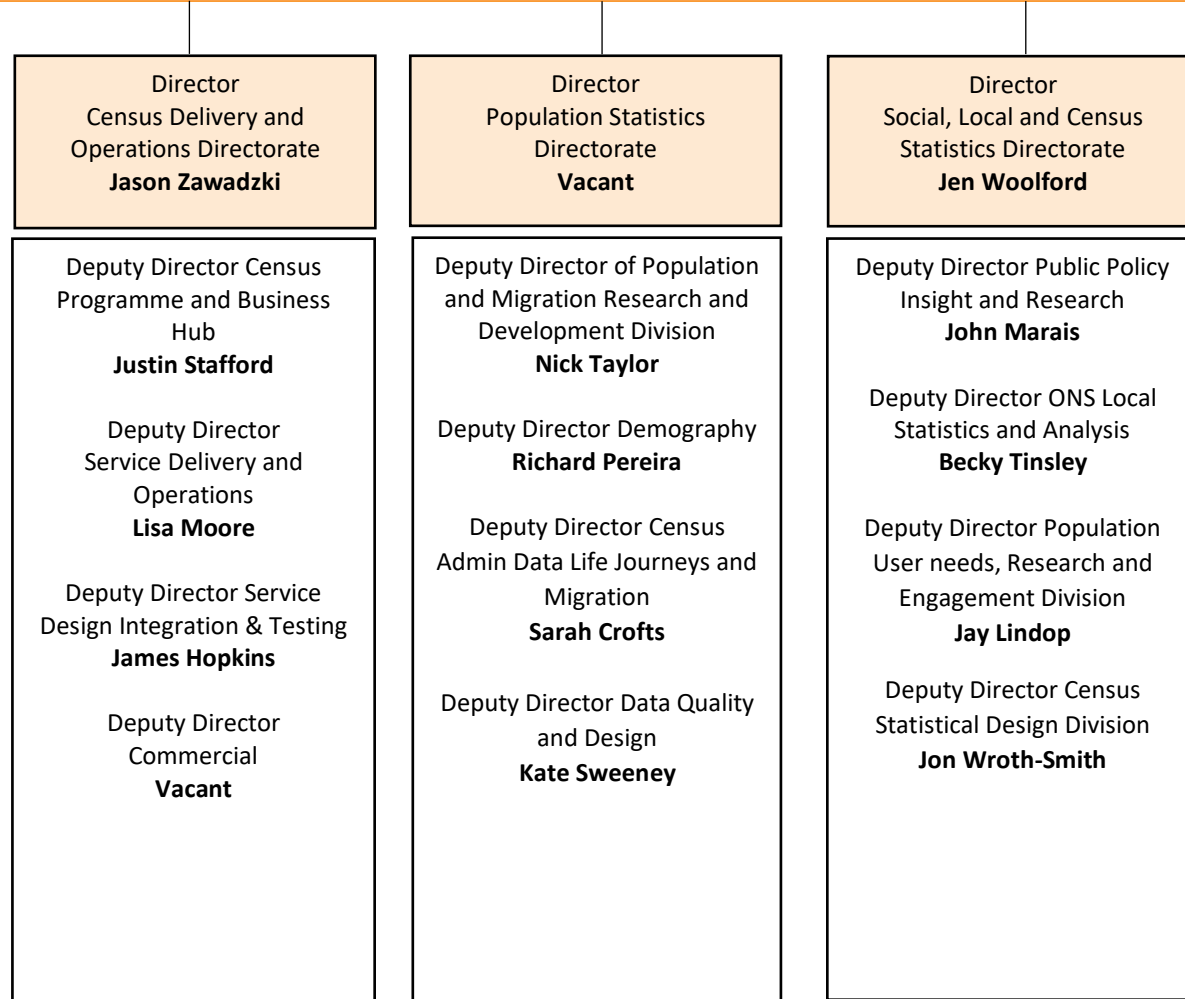 Director
Census Delivery and
Operations Directorate
Jason Zawadzki
Deputy Director Census
Programme and Business
Hub
Justin Stafford
Deputy Director
Service Delivery and
Operations
Lisa Moore
Deputy Director Service
Design Integration & Testing
James Hopkins
Deputy Director
Commercial
Vacant
Director
Population Statistics
Directorate
Vacant
Deputy Director of Population
and Migration Research and
Development Division
Nick Taylor
Deputy Director Demography
Richard Pereira
Deputy Director Census
Admin Data Life Journeys and
Migration
Sarah Crofts
Deputy Director Data Quality
and Design
Kate Sweeney
Director
Social, Local and Census
Statistics Directorate
Jen Woolford
Deputy Director Public Policy
Insight and Research
John Marais
Deputy Director ONS Local
Statistics and Analysis
Becky Tinsley
Deputy Director Population
User needs, Research and
Engagement Division
Jay Lindop
Deputy Director Census
Statistical Design Division
Jon Wroth-Smith